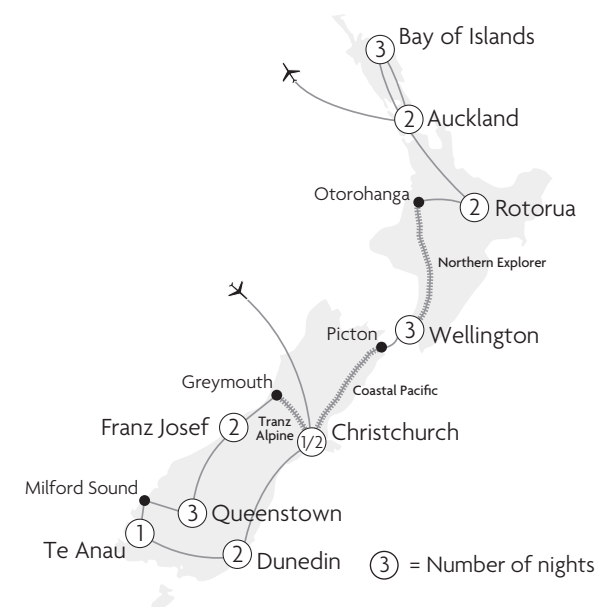 3 Bay of Islands
2 Auckland
Otorohanga
2 Rotorua
Northern Explorer
Picton
3 Wellington
Greymouth
Coastal Pacific
Franz Josef 2
Tranz
Alpine
1/2 Christchurch
Milford Sound
3 Queenstown
1
Te Anau
2 Dunedin
3 = Number of nights